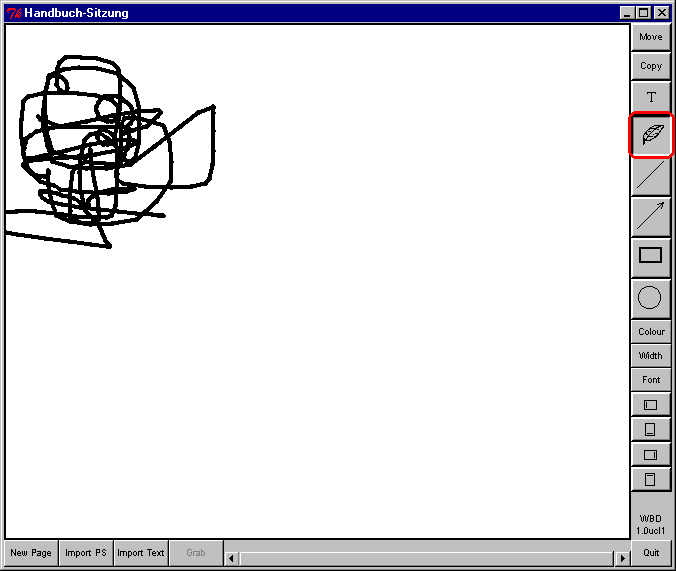 Handbuch-Sitzung
Move
Copy
T
Colour
Width
Font
WBD
1.0ucl1
New Page
Import PS
Import Text
Grab
Quit